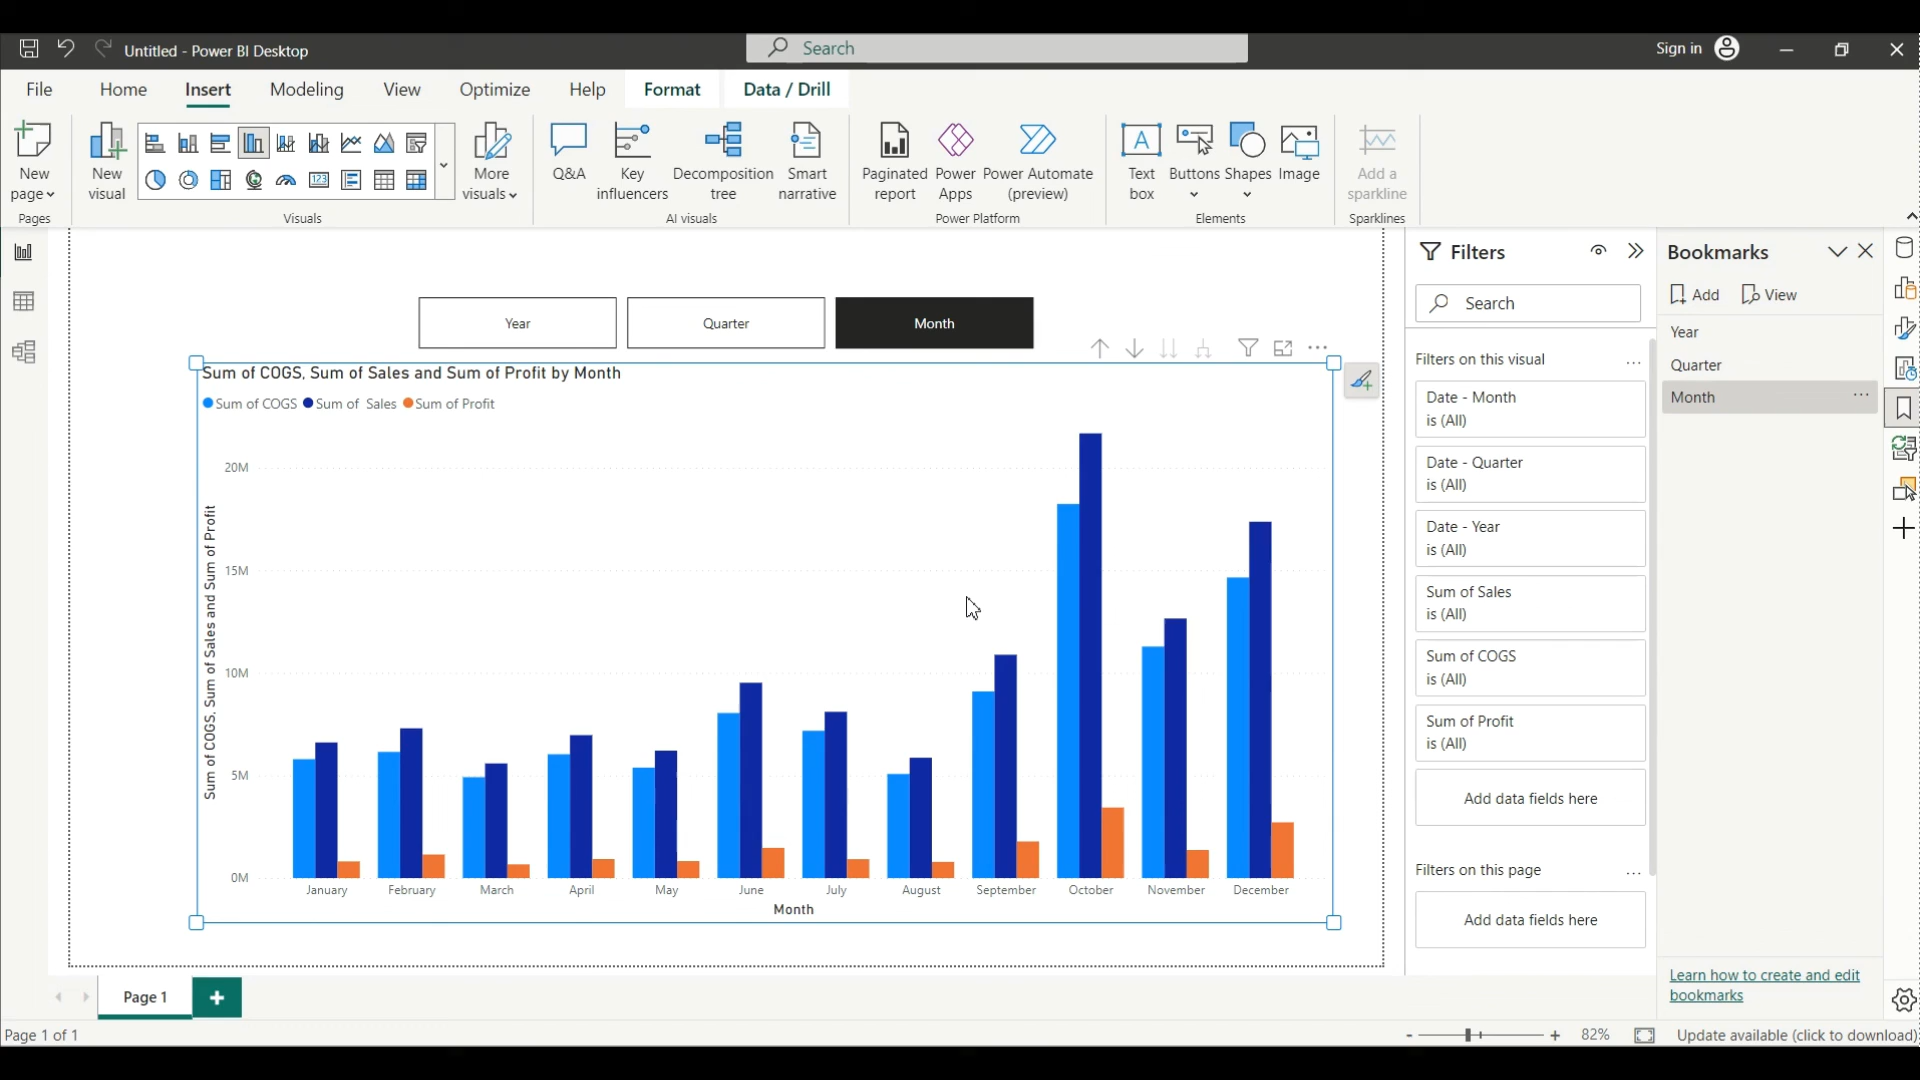 Untitled - Power BI Desktop
Search
Sign in
File Home Insert Modeling View Optimize Help Format Data / Drill
New page
Pages
New visual
123
More visuals
Visuals
Q&A
Key influencers
Decomposition tree
Smart narrative
AI visuals
Paginated report
Power Apps
Power Automate (preview)
Power Platform
A
Text box
Buttons
Shapes
Image
Elements
Add a sparkline
Sparklines
Year
Quarter
Month
Sum of COGS, Sum of Sales and Sum of Profit by Month
Sum of COGS Sum of Sales Sum of Profit
Sum of COGS, Sum of Sales and Sum of Profit
20M
15M
10M
5M
0M
January February March April May June July August September October November December
Month
Filters
Search
Filters on this visual
Date - Month
is (All)
Date - Quarter
is (All)
Date - Year
is (All)
Sum of Sales
is (All)
Sum of COGS
is (All)
Sum of Profit
is (All)
Add data fields here
Filters on this page
Add data fields here
Bookmarks
Add View
Year
Quarter
Month
Learn how to create and edit
bookmarks
Page 1
Page 1 of 1
- + 82%
Update available (click to download)